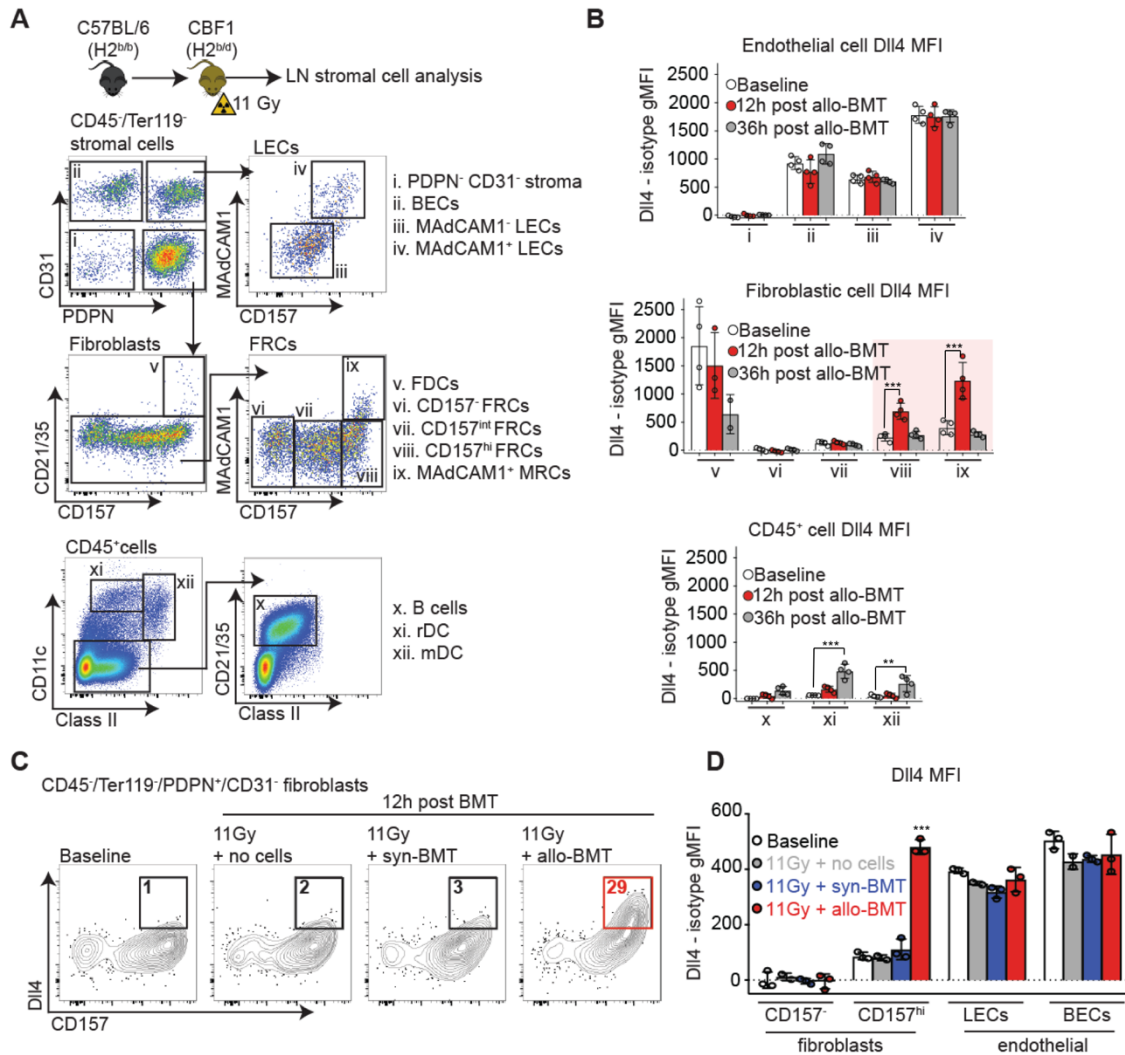 A
C57BL/6
(H2b/b)
CBF1
(H2b/d)
LN stromal cell analysis
11 Gy
CD45-/Ter119-
stromal cells
LECs
ii
iv
i
iii
CD31
PDPN
MAdCAM1
CD157
i. PDPN- CD31- stroma
ii. BECs
iii. MAdCAM1- LECs
iv. MAdCAM1+ LECs
Fibroblasts
FRCs
v
ix
vi
vii
viii
CD21/35
CD157
MAdCAM1
CD157
v. FDCs
vi. CD157- FRCs
vii. CD157int FRCs
viii. CD157hi FRCs
ix. MAdCAM1+ MRCs
CD45+cells
xi
xii
x
CD11c
Class II
CD21/35
Class II
x. B cells
xi. rDC
xii. mDC
B
Endothelial cell Dll4 MFI
Dll4 - isotype gMFI
2500
2000
1500
1000
500
0
Baseline
12h post allo-BMT
36h post allo-BMT
i
ii
iii
iv
Fibroblastic cell Dll4 MFI
Dll4 - isotype gMFI
2500
2000
1500
1000
500
0
Baseline
12h post allo-BMT
36h post allo-BMT
***
***
v
vi
vii
viii
ix
CD45+ cell Dll4 MFI
Dll4 - isotype gMFI
2500
2000
1500
1000
500
0
Baseline
12h post allo-BMT
36h post allo-BMT
***
**
x
xi
xii
C
CD45-/Ter119-/PDPN+/CD31- fibroblasts
12h post BMT
Baseline
11Gy
+ no cells
11Gy
+ syn-BMT
11Gy
+ allo-BMT
1
2
3
29
Dll4
CD157
D
Dll4 MFI
Dll4 - isotype gMFI
600
400
200
0
Baseline
11Gy + no cells
11Gy + syn-BMT
11Gy + allo-BMT
***
CD157-
CD157hi
LECs
BECs
fibroblasts
endothelial